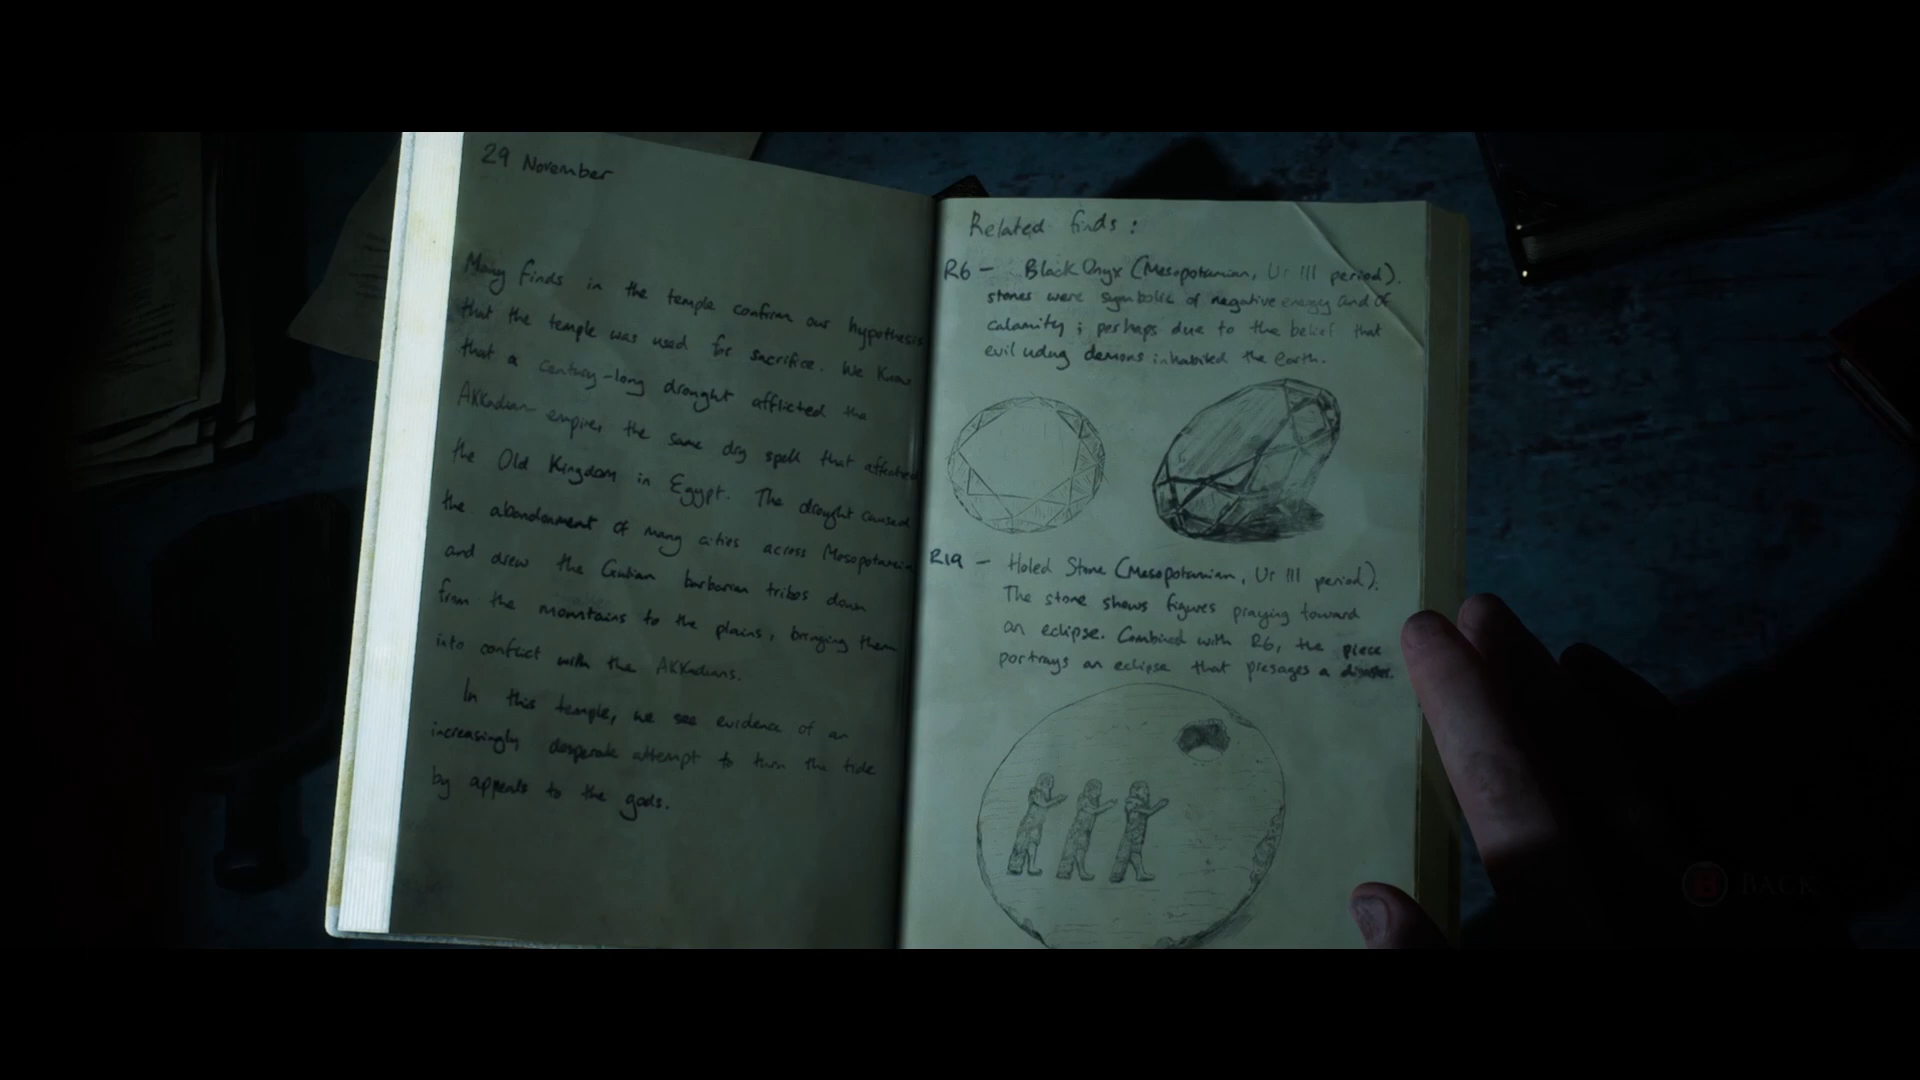 29 November
Many finds in the temple confirm our hypothesis
that the temple was used for sacrifice. We know
that a century-long drought afflicted the
Akkadian empire, the same dry spell that affected
the Old Kingdom in Egypt. The drought caused
the abandonment of many cities across Mesopotamia
and drew the Gutian barbarian tribes down
from the mountains to the plains, bringing them
into conflict with the Akkadians.
In this temple, we see evidence of an
increasingly desperate attempt to turn the tide
by appeals to the gods.
Related finds:
R6 - Black Onyx (Mesopotamian, Ur III period).
stones were symbolic of negative energy and of
calamity; perhaps due to the belief that
evil udug demons inhabited the earth.
R19 - Holed Stone (Mesopotamian, Ur III period).
The stone shows figures praying toward
an eclipse. Combined with R6, the piece
portrays an eclipse that presages a disaster.
B BACK